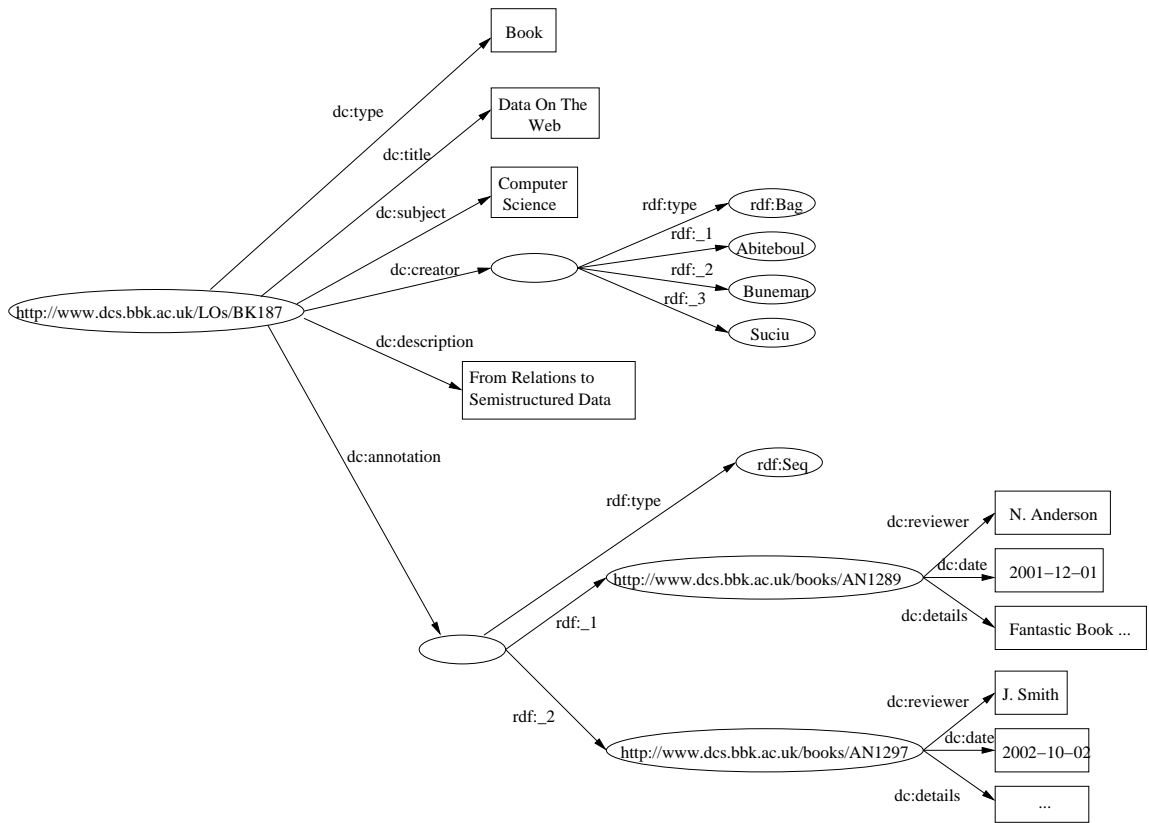 Book
dc:type
Data On The
Web
dc:title
Computer
Science
dc:subject
rdf:type
rdf:Bag
rdf:_1
Abiteboul
dc:creator
rdf:_2
Buneman
rdf:_3
Suciu
http://www.dcs.bbk.ac.uk/LOs/BK187
dc:description
From Relations to
Semistructured Data
dc:annotation
rdf:Seq
rdf:type
dc:reviewer
N. Anderson
http://www.dcs.bbk.ac.uk/books/AN1289
dc:date
2001−12−01
rdf:_1
dc:details
Fantastic Book ...
dc:reviewer
J. Smith
rdf:_2
http://www.dcs.bbk.ac.uk/books/AN1297
dc:date
2002−10−02
dc:details
...